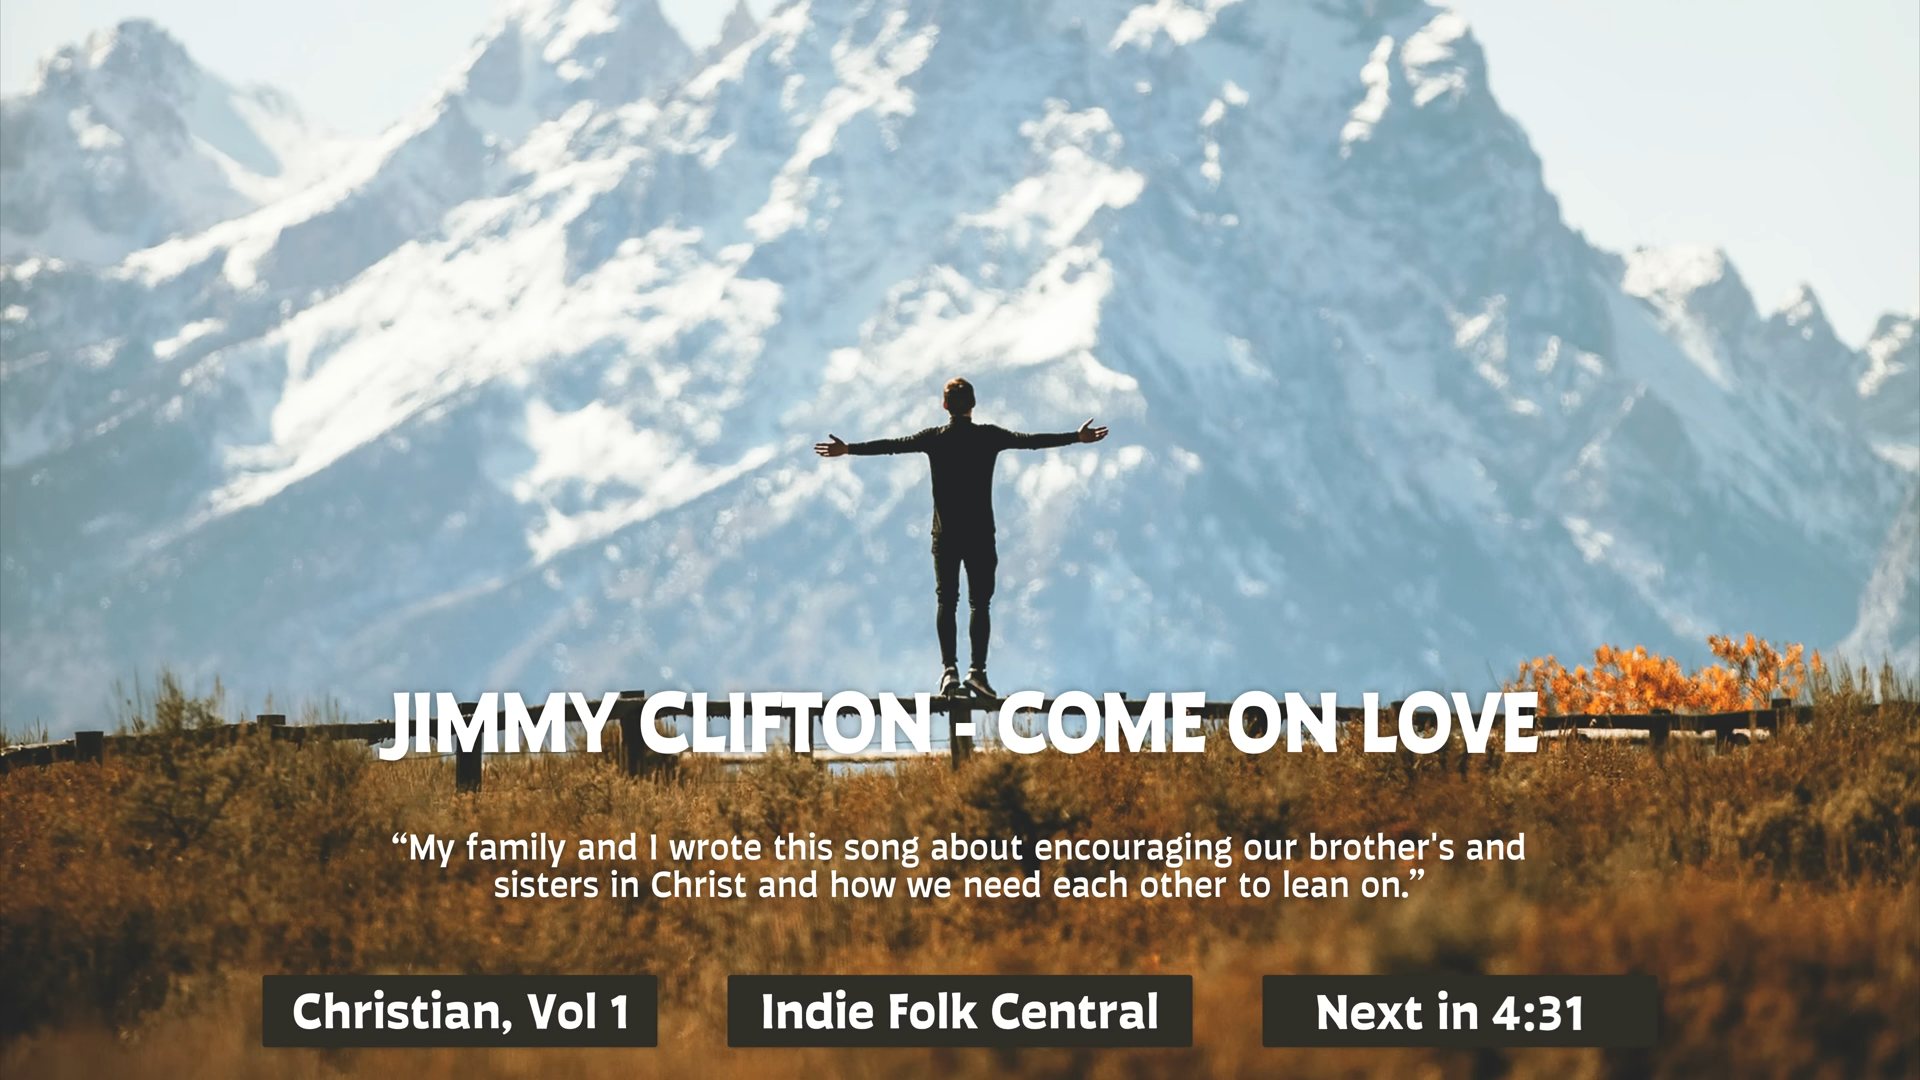 JIMMY CLIFTON - COME ON LOVE
“My family and I wrote this song about encouraging our brother's and
sisters in Christ and how we need each other to lean on.”
Christian, Vol 1
Indie Folk Central
Next in 4:31